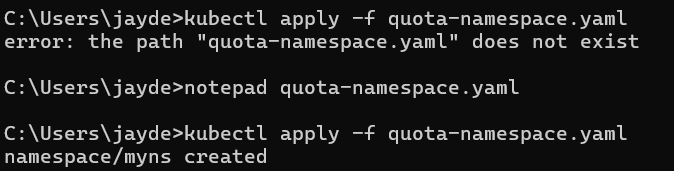 C:\Users\jayde>kubectl apply -f quota-namespace.yaml
error: the path "quota-namespace.yaml" does not exist
C:\Users\jayde>notepad quota-namespace.yaml
C:\Users\jayde>kubectl apply -f quota-namespace.yaml
namespace/myns created